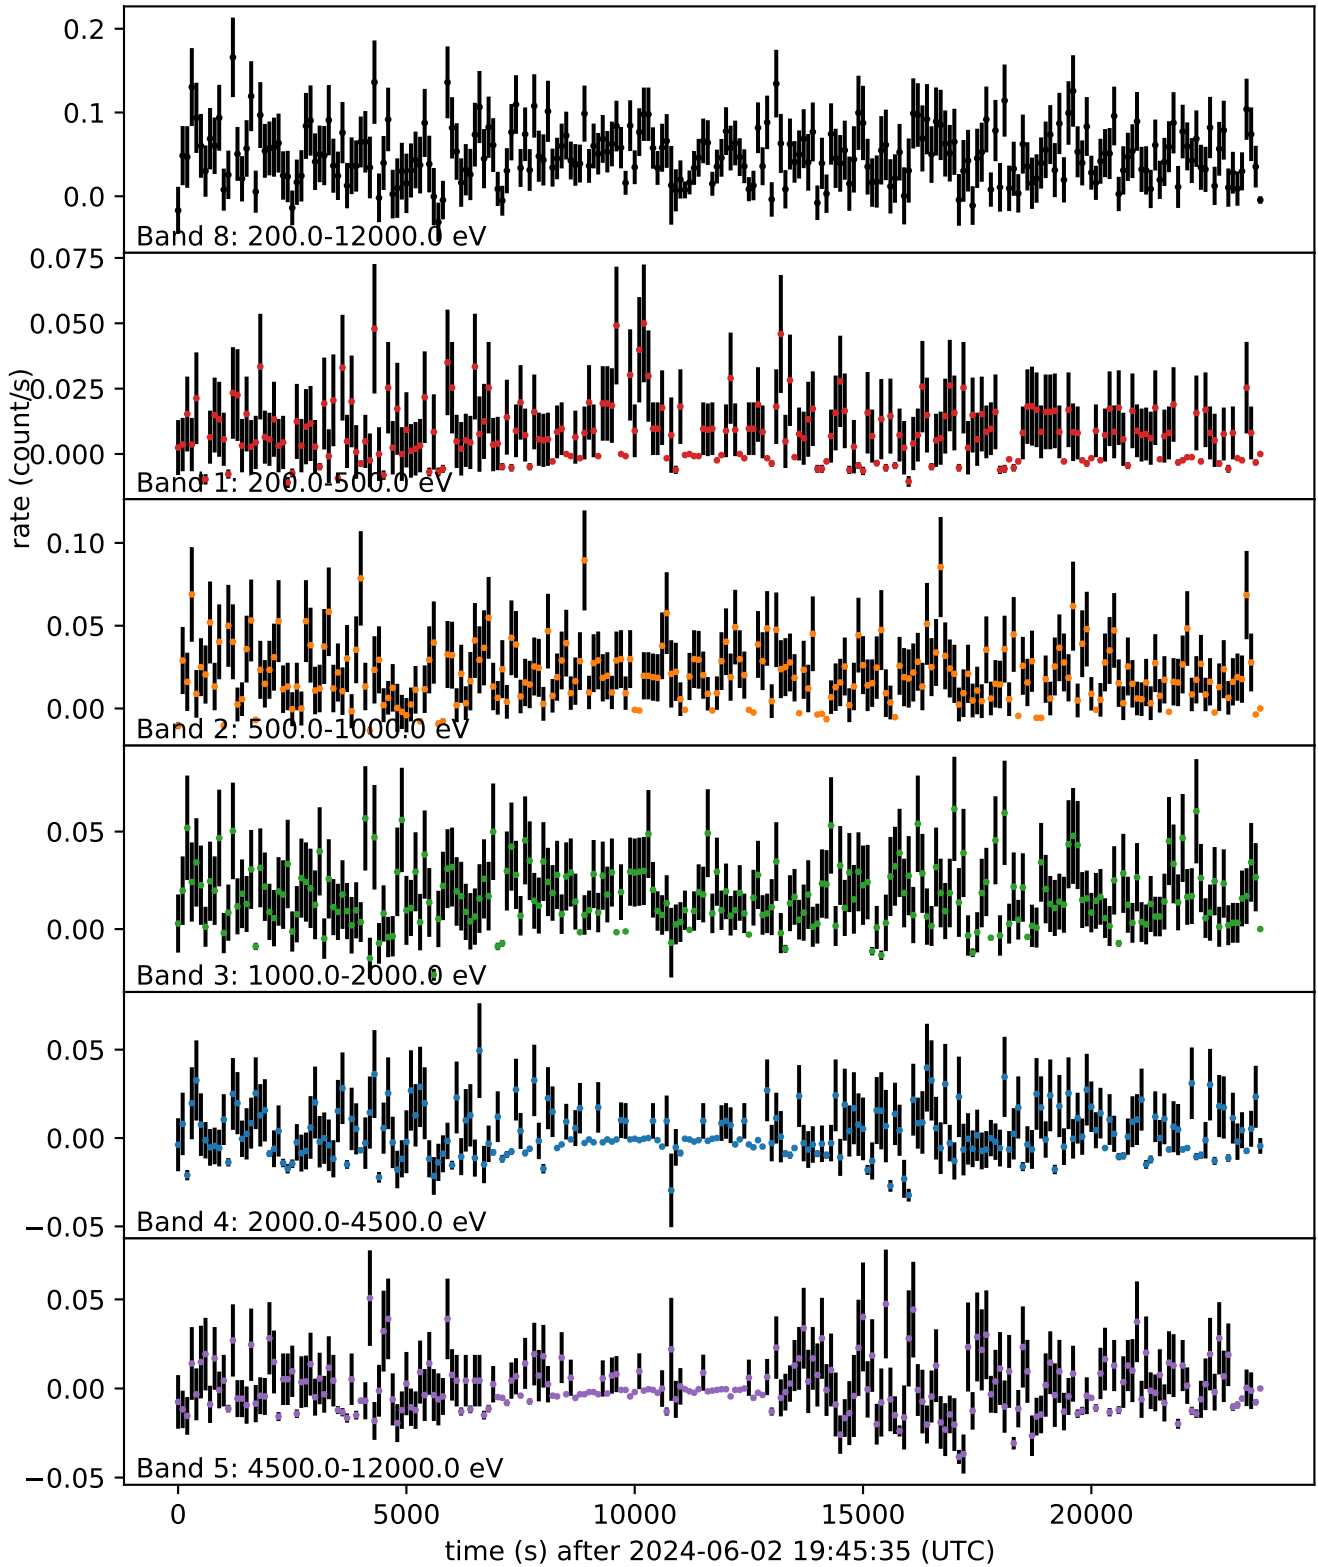 0.2
0.1
0.0
Band 8: 200.0-12000.0 eV
0.075
0.050
0.025
0.000
Band 1: 200.0-500.0 eV
rate (count/s)
0.10
0.05
0.00
Band 2: 500.0-1000.0 eV
0.05
0.00
Band 3: 1000.0-2000.0 eV
0.05
0.00
−0.05
Band 4: 2000.0-4500.0 eV
0.05
0.00
−0.05
Band 5: 4500.0-12000.0 eV
0 5000 10000 15000 20000
time (s) after 2024-06-02 19:45:35 (UTC)